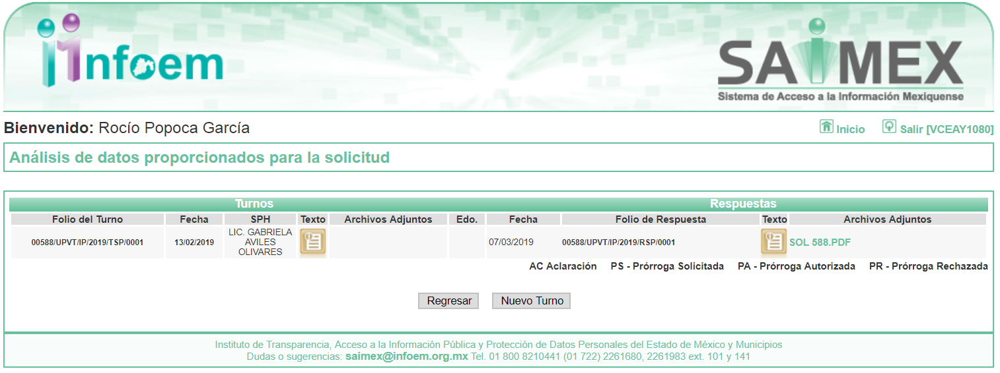 infoem
SAIMEX
Sistema de Acceso a la Información Mexiquense
Bienvenido: Rocío Popoca García
Inicio Salir [VCEAY1080]
Análisis de datos proporcionados para la solicitud
Turnos Respuestas
Folio del Turno Fecha SPH Texto Archivos Adjuntos Edo. Fecha Folio de Respuesta Texto Archivos Adjuntos
00588/UPVT/IP/2019/TSP/0001 13/02/2019 LIC. GABRIELA
AVILES
OLIVARES
07/03/2019 00588/UPVT/IP/2019/RSP/0001 SOL 588.PDF
AC Aclaración PS - Prórroga Solicitada PA - Prórroga Autorizada PR - Prórroga Rechazada
Regresar Nuevo Turno
Instituto de Transparencia, Acceso a la Información Pública y Protección de Datos Personales del Estado de México y Municipios
Dudas o sugerencias: saimex@infoem.org.mx Tel. 01 800 8210441 (01 722) 2261680, 2261983 ext. 101 y 141